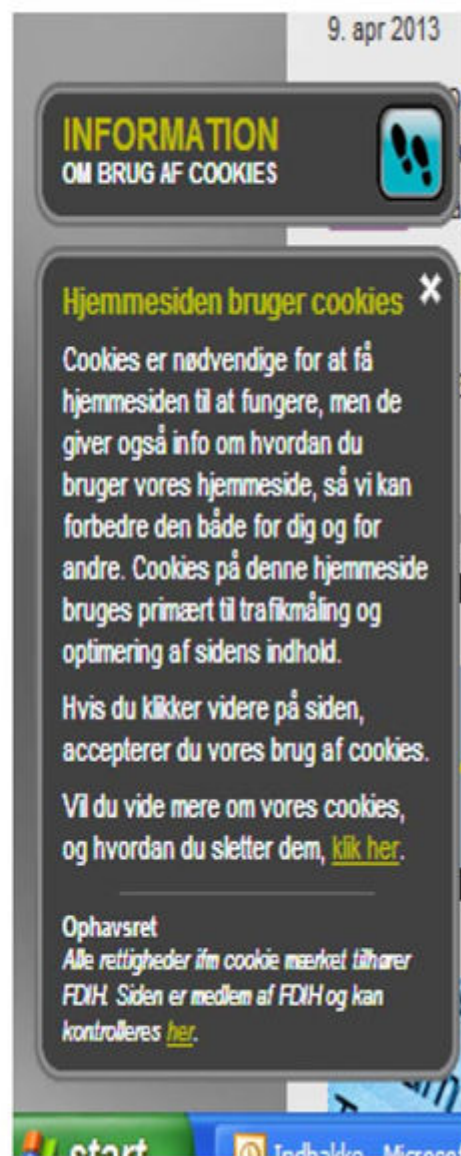 9. apr 2013
INFORMATION
OM BRUG AF COOKIES
Hjemmesiden bruger cookies
Cookies er nødvendige for at få
hjemmesiden til at fungere, men de
giver også info om hvordan du
bruger vores hjemmeside, så vi kan
forbedre den både for dig og for
andre. Cookies på denne hjemmeside
bruges primært til trafikmåling og
optimering af sidens indhold.
Hvis du klikker videre på siden,
accepterer du vores brug af cookies.
Vil du vide mere om vores cookies,
og hvordan du sletter dem, klik her.
Ophavsret
Alle rettigheder ifm cookie mærket tilhører
FDIH. Siden er medlem af FDIH og kan
kontrolleres her.
start
Indbakke - Microsof